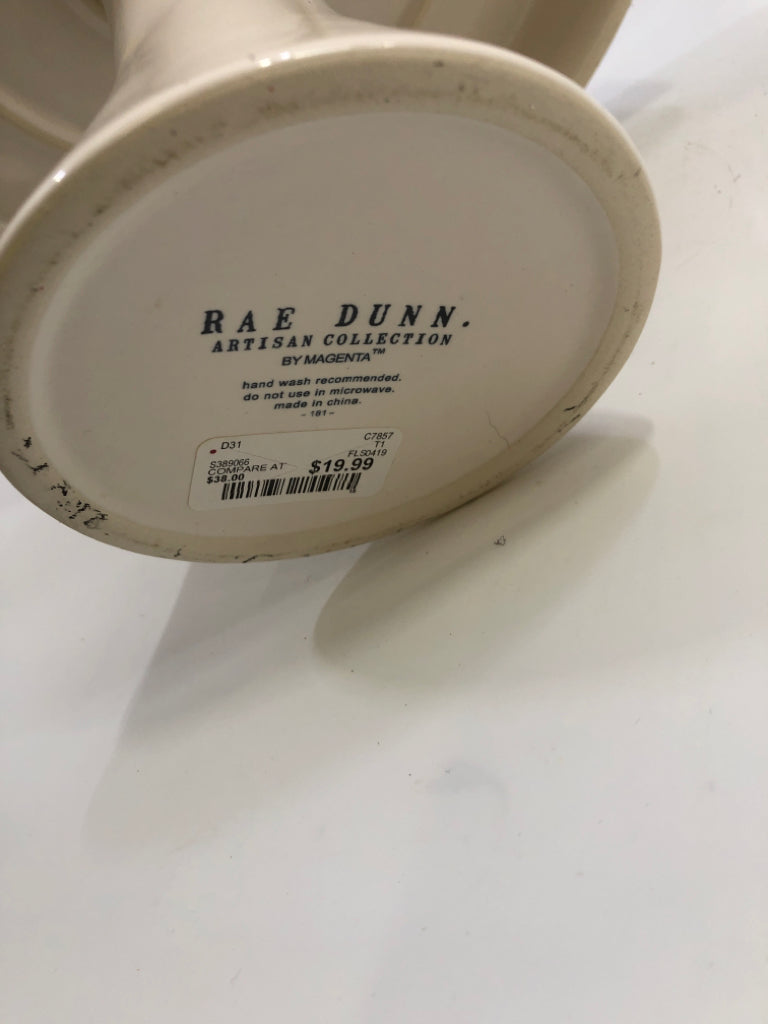 RAE DUNN.
ARTISAN COLLECTION
BY MAGENTA™
hand wash recommended.
do not use in microwave.
made in china.
- 181 -
D31 C7857
T1
S389066 FLS0419
COMPARE AT $19.99
$38.00